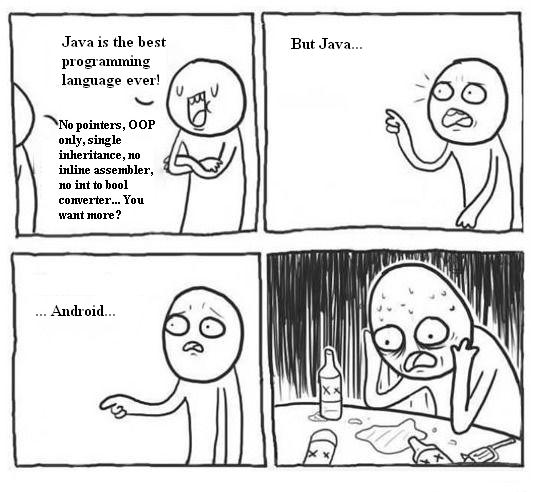 Java is the best
programming
language ever!
No pointers, OOP
only, single
inheritance, no
inline assembler,
no int to bool
converter... You
want more?
But Java...
... Android...
x x
x x
x x